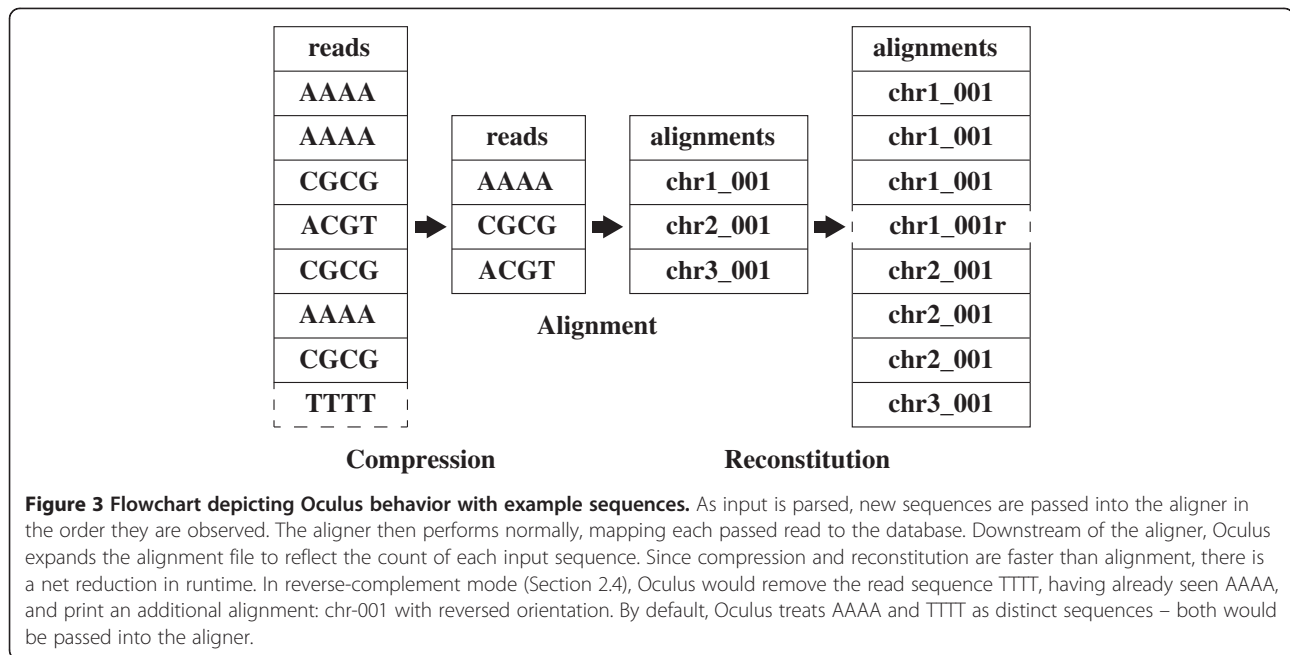 reads
AAAA
AAAA
CGCG
ACGT
CGCG
AAAA
CGCG
TTTT
reads
AAAA
CGCG
ACGT
alignments
chr1_001
chr2_001
chr3_001
alignments
chr1_001
chr1_001
chr1_001
chr1_001r
chr2_001
chr2_001
chr2_001
chr3_001
Alignment
Compression
Reconstitution
Figure 3 Flowchart depicting Oculus behavior with example sequences. As input is parsed, new sequences are passed into the aligner in
the order they are observed. The aligner then performs normally, mapping each passed read to the database. Downstream of the aligner, Oculus
expands the alignment file to reflect the count of each input sequence. Since compression and reconstitution are faster than alignment, there is
a net reduction in runtime. In reverse-complement mode (Section 2.4), Oculus would remove the read sequence TTTT, having already seen AAAA,
and print an additional alignment: chr-001 with reversed orientation. By default, Oculus treats AAAA and TTTT as distinct sequences – both would
be passed into the aligner.